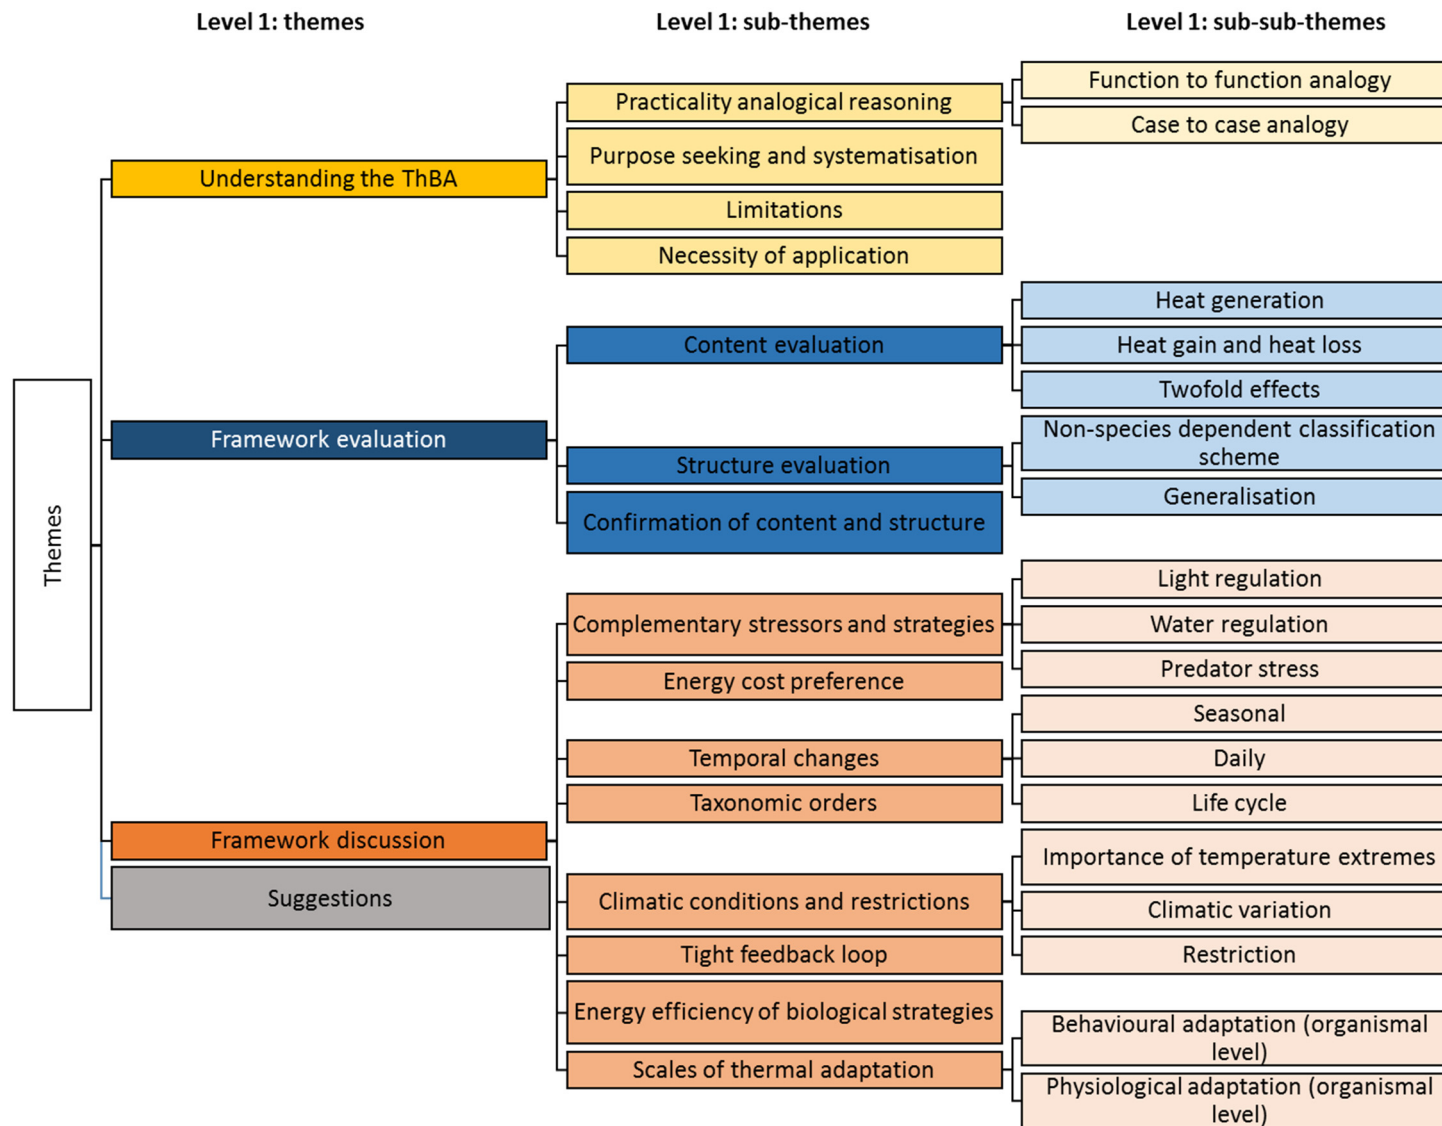 Level 1: themes
Level 1: sub-themes
Level 1: sub-sub-themes
Themes
Understanding the ThBA
Practicality analogical reasoning
Function to function analogy
Case to case analogy
Purpose seeking and systematisation
Limitations
Necessity of application
Framework evaluation
Content evaluation
Heat generation
Heat gain and heat loss
Twofold effects
Structure evaluation
Non-species dependent classification
scheme
Generalisation
Confirmation of content and structure
Framework discussion
Complementary stressors and strategies
Light regulation
Water regulation
Predator stress
Energy cost preference
Temporal changes
Seasonal
Daily
Life cycle
Taxonomic orders
Climatic conditions and restrictions
Importance of temperature extremes
Climatic variation
Restriction
Tight feedback loop
Energy efficiency of biological strategies
Scales of thermal adaptation
Behavioural adaptation (organismal
level)
Physiological adaptation (organismal
level)
Suggestions